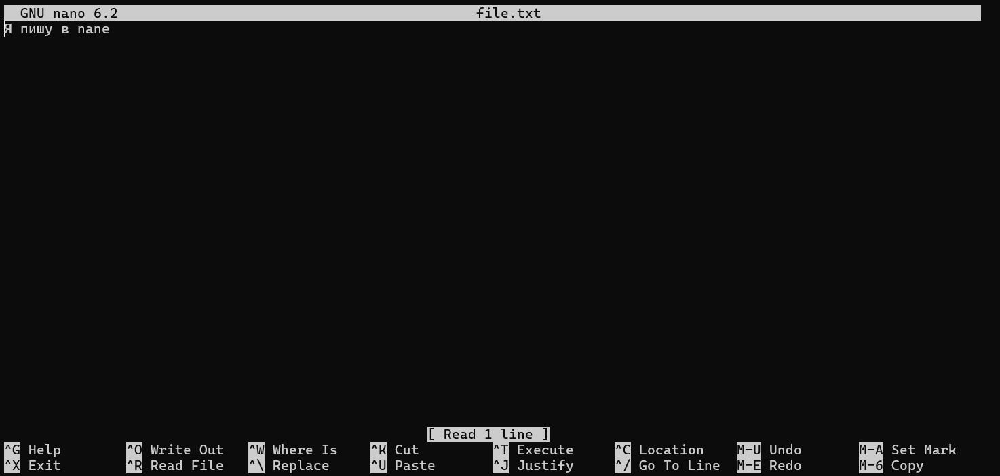 GNU nano 6.2 file.txt
Я пишу в nane
[ Read 1 line ]
^G Help ^O Write Out ^W Where Is ^K Cut ^T Execute ^C Location M-U Undo M-A Set Mark
^X Exit ^R Read File ^\ Replace ^U Paste ^J Justify ^/ Go To Line M-E Redo M-6 Copy